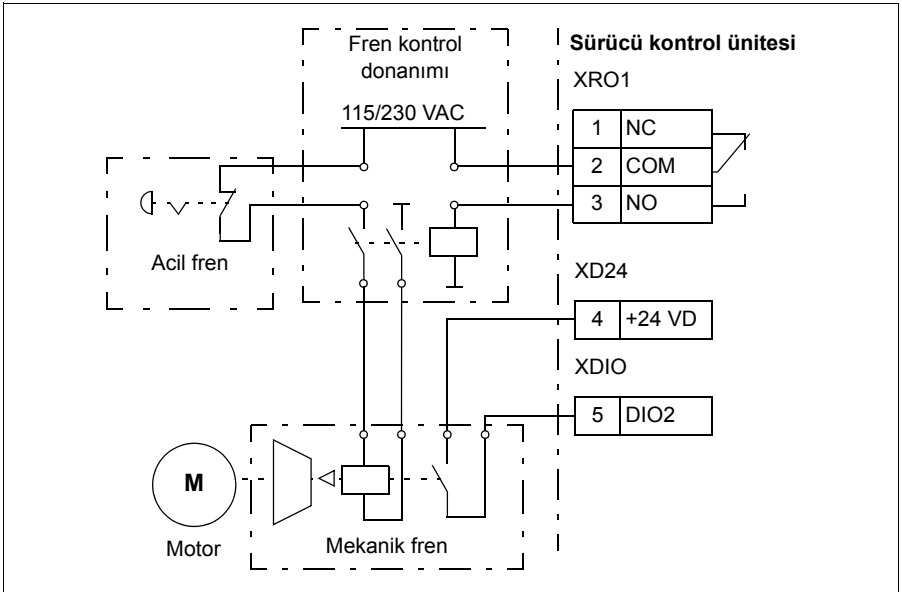 Fren kontrol
donanımı
115/230 VAC
Sürücü kontrol ünitesi
XRO1
1 NC
2 COM
3 NO
Acil fren
XD24
4 +24 VD
XDIO
5 DIO2
M
Motor
Mekanik fren